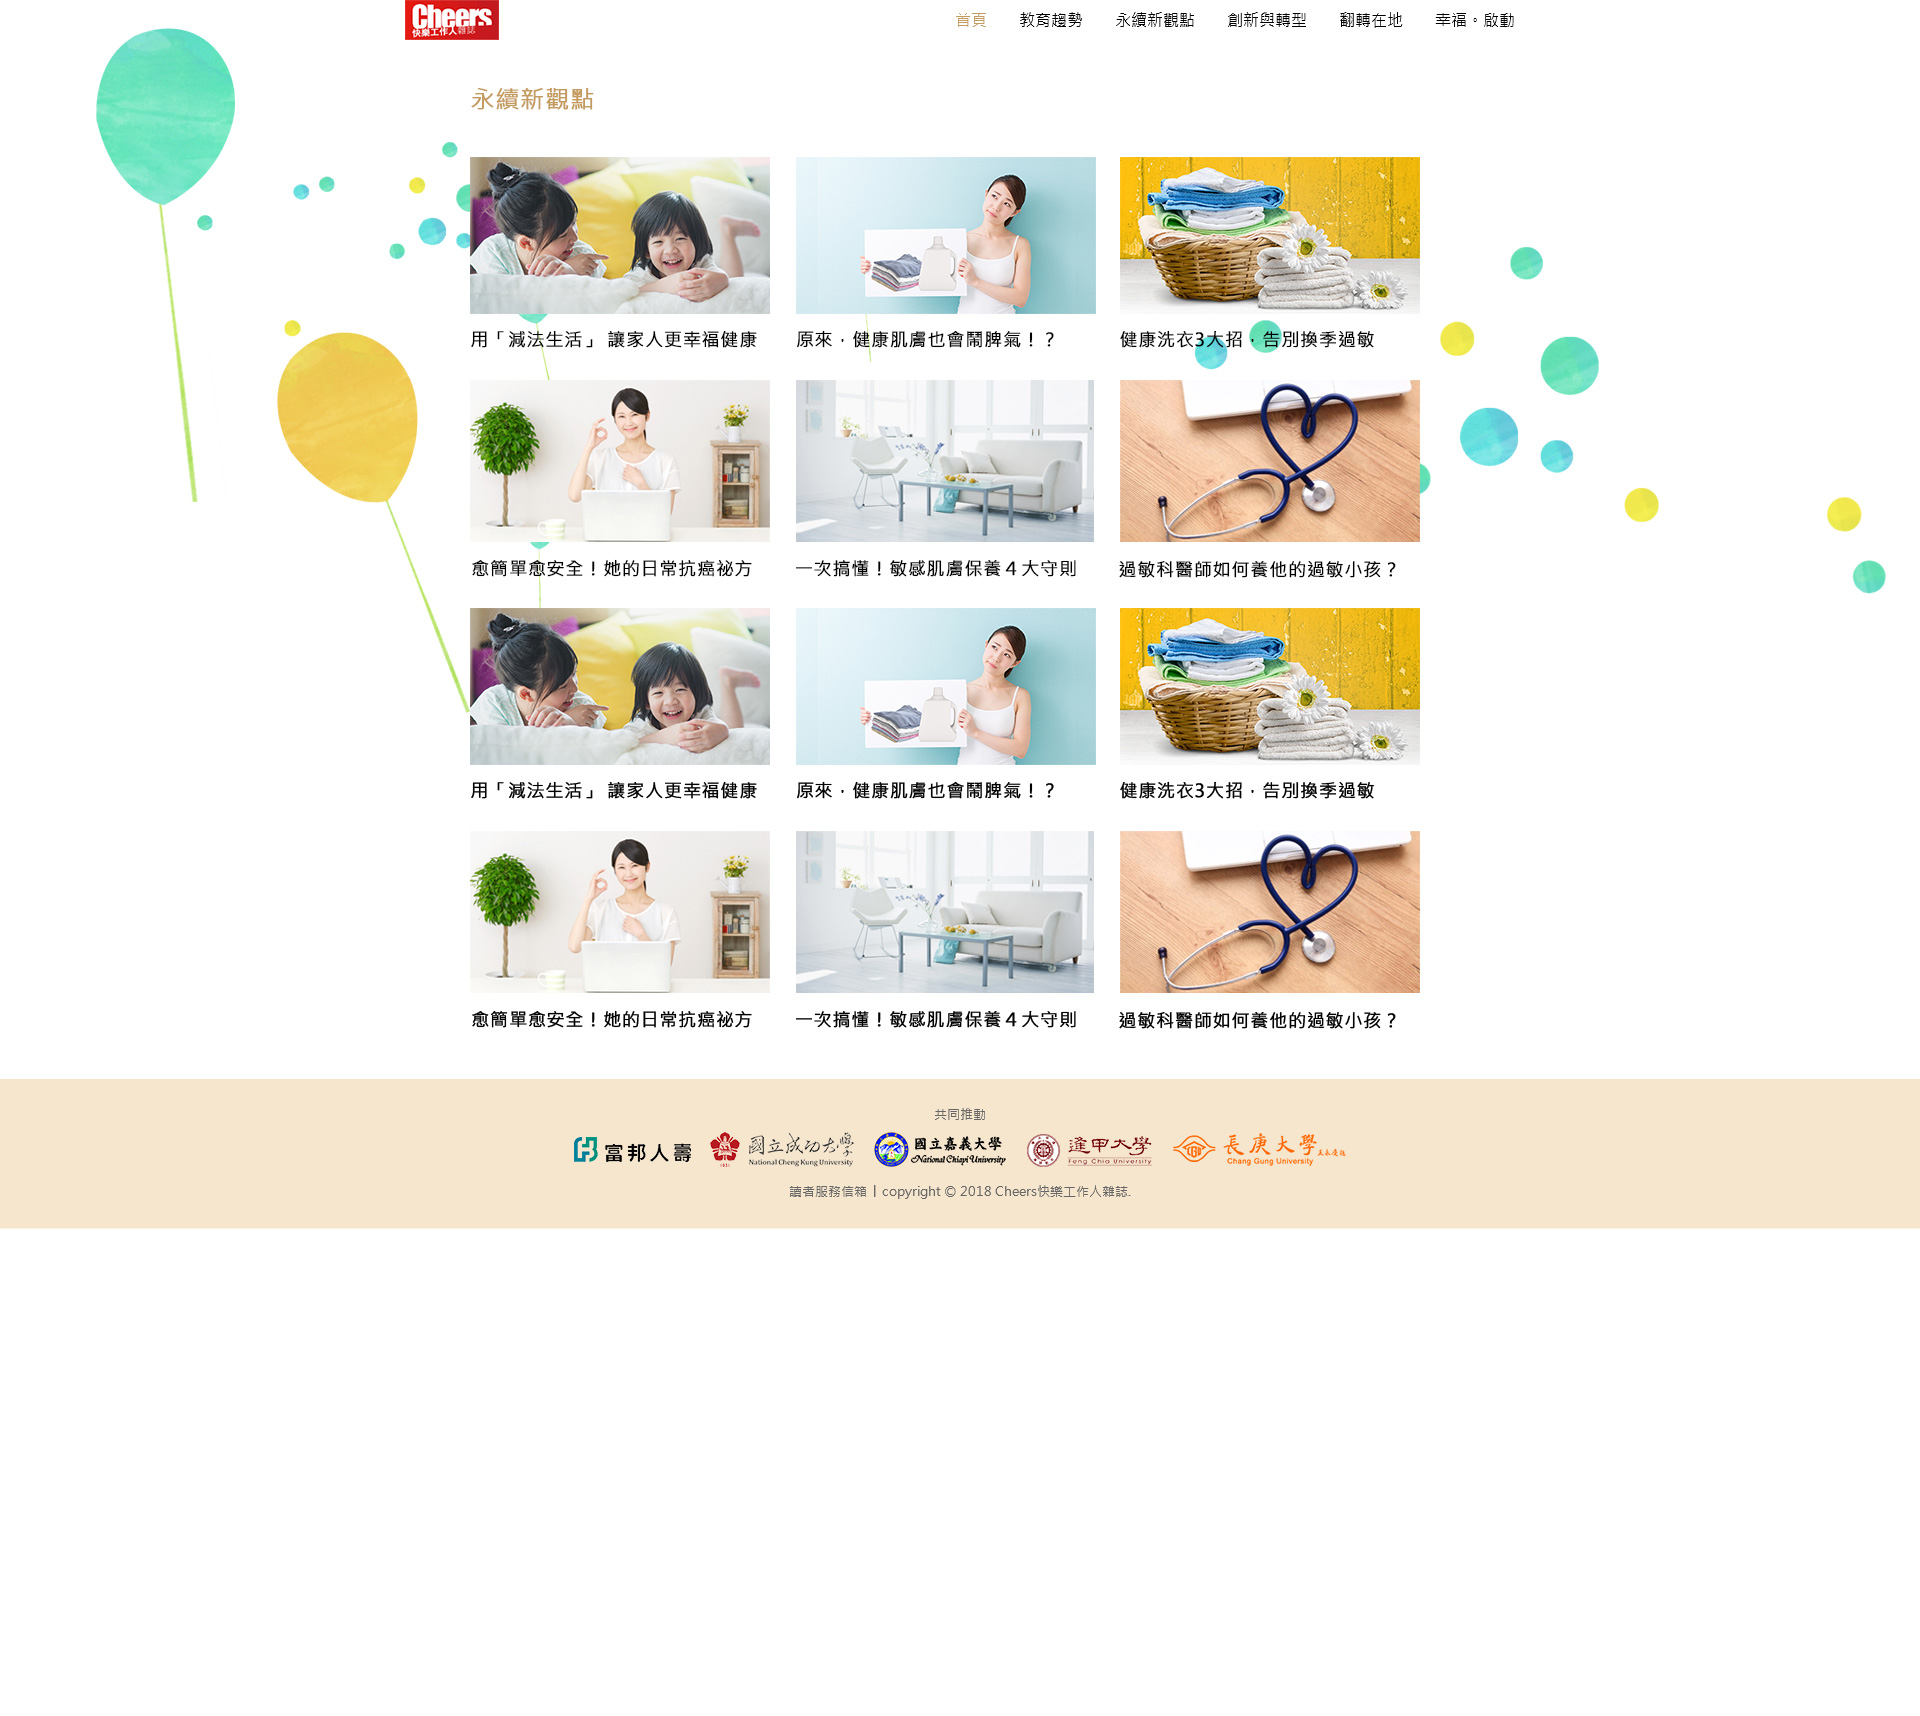 Cheers
快樂工作人雜誌
首頁 教育趨勢 永續新觀點 創新與轉型 翻轉在地 幸福。啟動
永續新觀點
用「減法生活」 讓家人更幸福健康
原來，健康肌膚也會鬧脾氣！？
健康洗衣3大招，告別換季過敏
愈簡單愈安全！她的日常抗癌祕方
一次搞懂！敏感肌膚保養４大守則
過敏科醫師如何養他的過敏小孩？
用「減法生活」 讓家人更幸福健康
原來，健康肌膚也會鬧脾氣！？
健康洗衣3大招，告別換季過敏
愈簡單愈安全！她的日常抗癌祕方
一次搞懂！敏感肌膚保養４大守則
過敏科醫師如何養他的過敏小孩？
共同推動
富邦人壽
國立成功大學
National Cheng Kung University
國立嘉義大學
National Chiayi University
逢甲大學
Feng Chia University
長庚大學
Chang Gung University
讀者服務信箱 | copyright © 2018 Cheers快樂工作人雜誌.